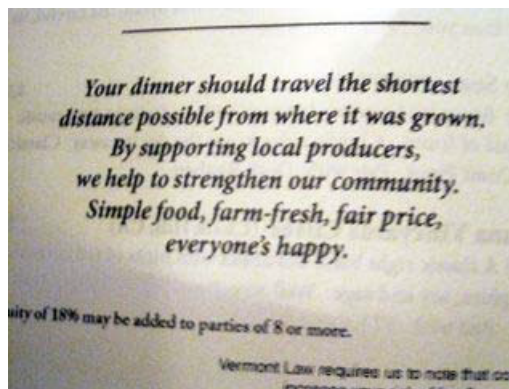 Your dinner should travel the shortest
distance possible from where it was grown.
By supporting local producers,
we help to strengthen our community.
Simple food, farm-fresh, fair price,
everyone's happy.
uity of 18% may be added to parties of 8 or more.
Vermont Law requires us to note that